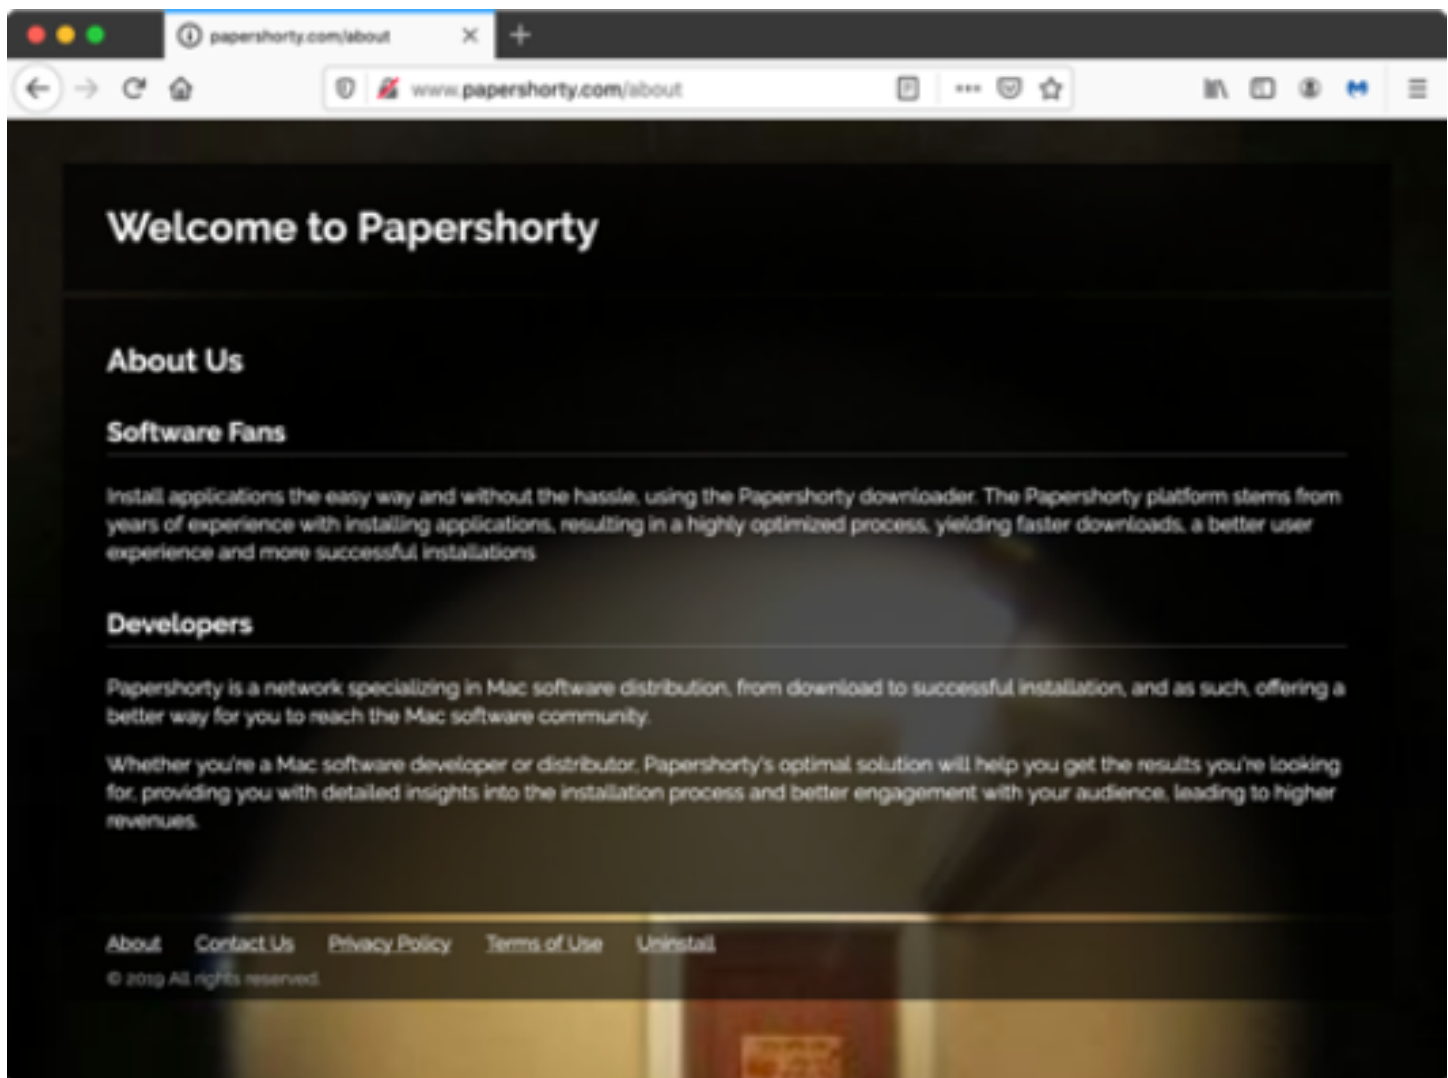 papershorty.com/about
www.papershorty.com/about
Welcome to Papershorty
About Us
Software Fans
Install applications the easy way and without the hassle, using the Papershorty downloader. The Papershorty platform stems from
years of experience with installing applications, resulting in a highly optimized process, yielding faster downloads, a better user
experience and more successful installations
Developers
Papershorty is a network specializing in Mac software distribution, from download to successful installation, and as such, offering a
better way for you to reach the Mac software community.
Whether you're a Mac software developer or distributor, Papershorty's optimal solution will help you get the results you're looking
for, providing you with detailed insights into the installation process and better engagement with your audience, leading to higher
revenues.
About Contact Us Privacy Policy Terms of Use Uninstall
© 2019 All rights reserved.